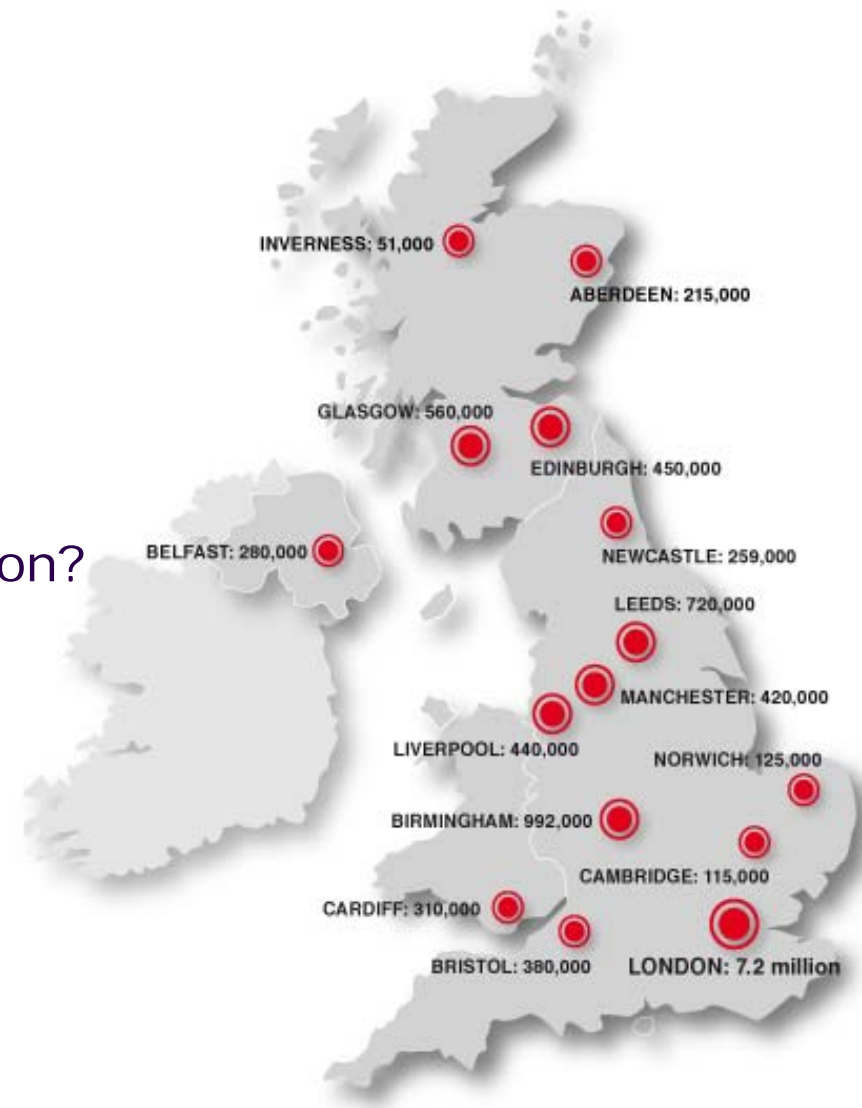 INVERNESS: 51,000
ABERDEEN: 215,000
GLASGOW: 560,000
EDINBURGH: 450,000
BELFAST: 280,000
on?
NEWCASTLE: 259,000
LEEDS: 720,000
MANCHESTER: 420,000
LIVERPOOL: 440,000
NORWICH: 125,000
BIRMINGHAM: 992,000
CAMBRIDGE: 115,000
CARDIFF: 310,000
BRISTOL: 380,000
LONDON: 7.2 million